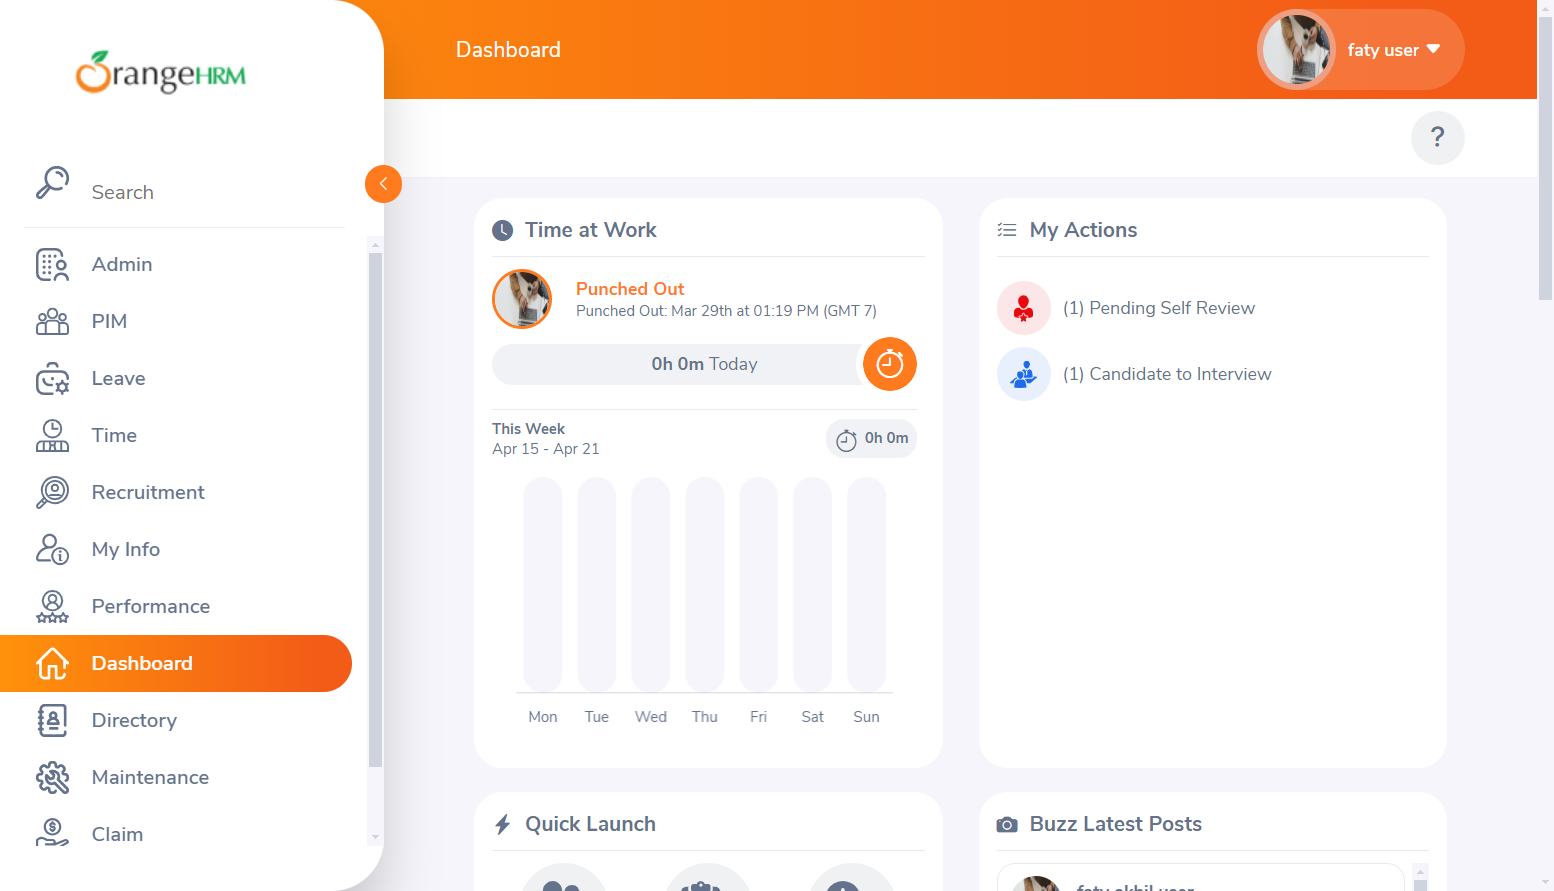 OrangeHRM
Dashboard
faty user
?
Search
Admin
PIM
Leave
Time
Recruitment
My Info
Performance
Dashboard
Directory
Maintenance
Claim
Time at Work
Punched Out
Punched Out: Mar 29th at 01:19 PM (GMT 7)
0h 0m Today
This Week
Apr 15 - Apr 21
0h 0m
Mon Tue Wed Thu Fri Sat Sun
My Actions
(1) Pending Self Review
(1) Candidate to Interview
Quick Launch
Buzz Latest Posts
faty akhil user